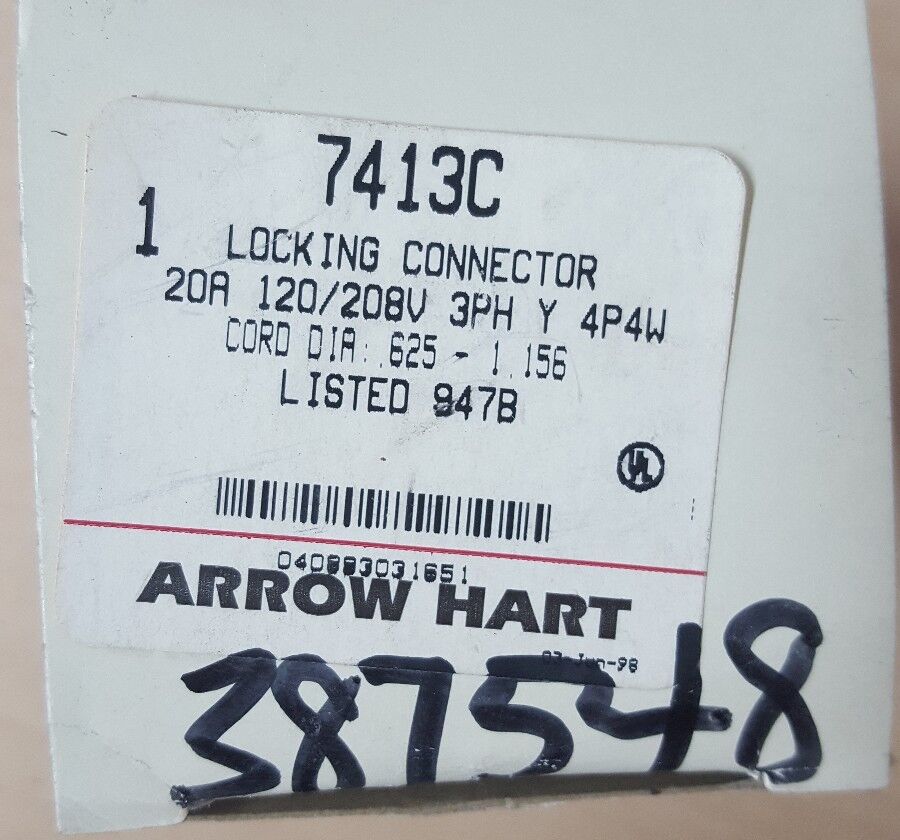 7413C
1 LOCKING CONNECTOR
20A 120/208V 3PH Y 4P4W
CORD DIA: .625 - 1.156
LISTED 947B
UL
ARROW HART
387548